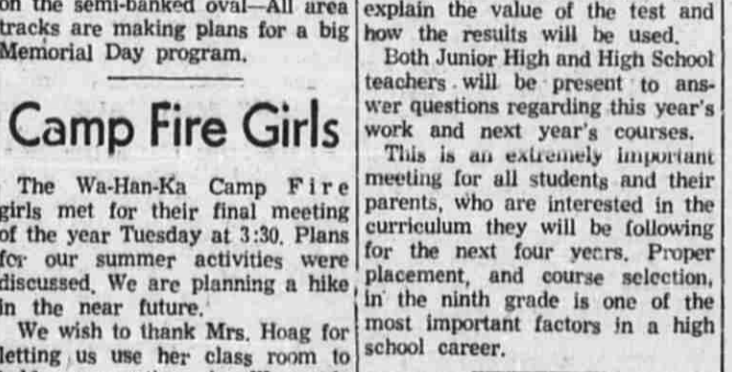 on the semi-banked oval—All area
tracks are making plans for a big
Memorial Day program.
Camp Fire Girls
The Wa-Han-Ka Camp Fire
girls met for their final meeting
of the year Tuesday at 3:30. Plans
for our summer activities were
discussed. We are planning a hike
in the near future.
We wish to thank Mrs. Hoag for
letting us use her class room to
explain the value of the test and
how the results will be used.
Both Junior High and High School
teachers will be present to ans-
wer questions regarding this year's
work and next year's courses.
This is an extremely important
meeting for all students and their
parents, who are interested in the
curriculum they will be following
for the next four years. Proper
placement, and course selection,
in the ninth grade is one of the
most important factors in a high
school career.